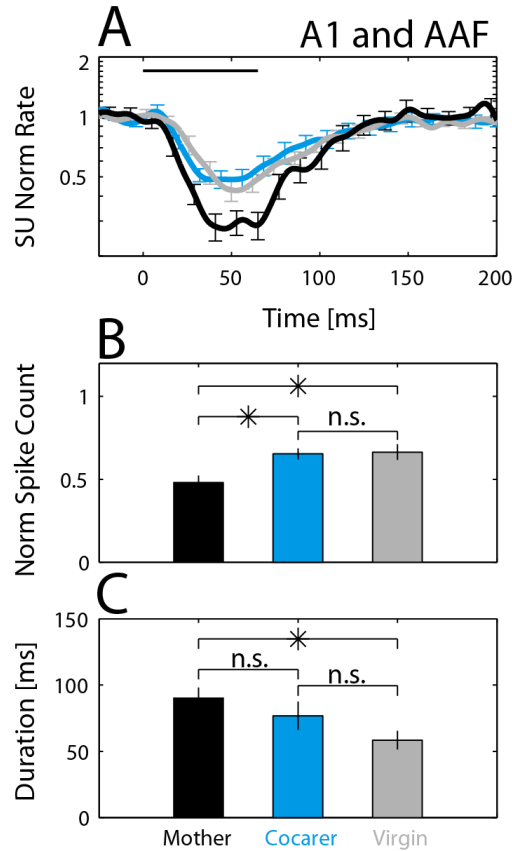 A
A1 and AAF
2
1
0.5
SU Norm Rate
0 50 100 150 200
Time [ms]
B
1
0.5
0
Norm Spike Count
n.s.
C
150
100
50
0
Duration [ms]
n.s.
n.s.
Mother Cocarer Virgin